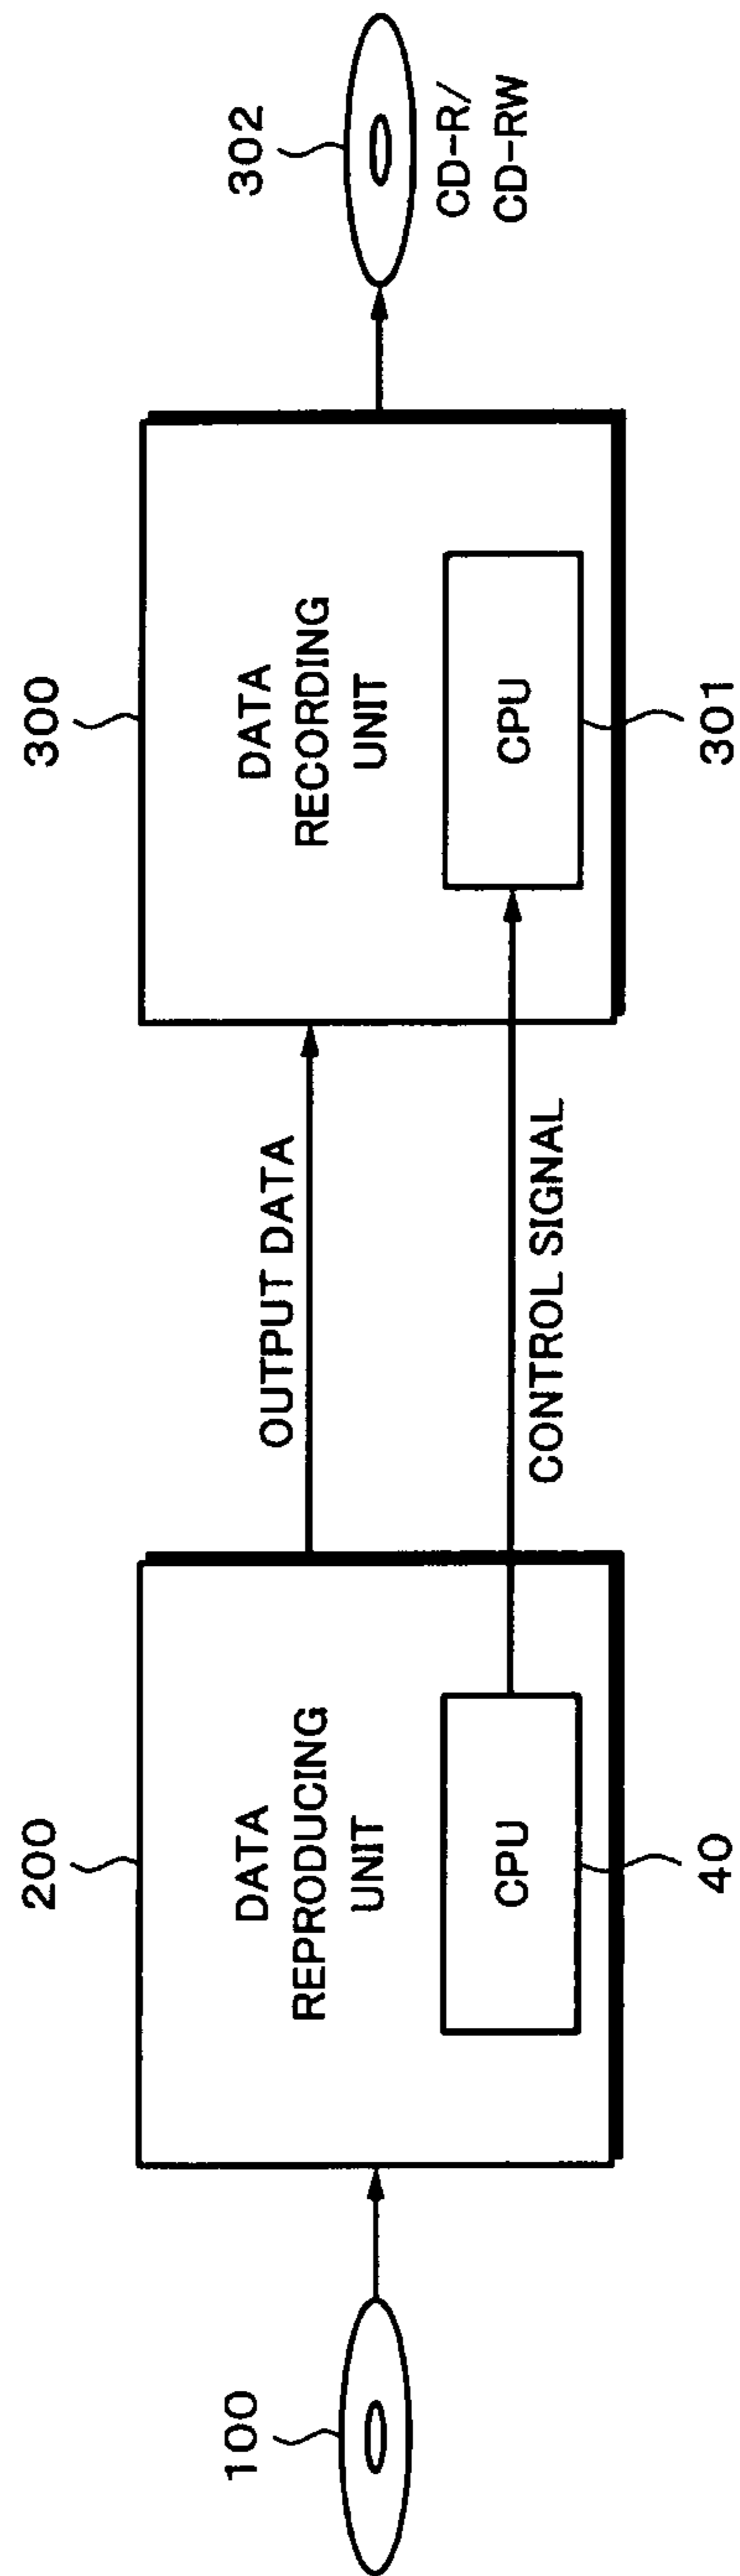 100
200
DATA
REPRODUCING
UNIT
CPU
40
OUTPUT DATA
CONTROL SIGNAL
300
DATA
RECORDING
UNIT
CPU
301
302
CD-R/
CD-RW